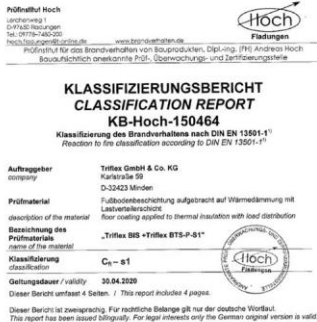 Prüfinstitut Hoch
Lerchenweg 1
D-97650 Fladungen
Tel.: 09778-7480-200
hoch.fladungen@t-online.de www.brandverhalten.de
Hoch
Fladungen
Prüfinstitut für das Brandverhalten von Bauprodukten, Dipl.-Ing. (FH) Andreas Hoch
Bauaufsichtlich anerkannte Prüf-, Überwachungs- und Zertifizierungsstelle
KLASSIFIZIERUNGSBERICHT
CLASSIFICATION REPORT
KB-Hoch-150464
Klassifizierung des Brandverhaltens nach DIN EN 13501-1¹⁾
Reaction to fire classification according to DIN EN 13501-1¹⁾
Auftraggeber Triflex GmbH & Co. KG
company Karlstraße 59
D-32423 Minden
Prüfmaterial Fußbodenbeschichtung aufgebracht auf Wärmedämmung mit
Lastverteilerschicht
description of the material floor coating applied to thermal insulation with load distribution
Bezeichnung des
Prüfmaterials „Triflex BIS +Triflex BTS-P-S1"
name of the material
Klassifizierung Cfl – s1
classification
Hoch
Fladungen
Geltungsdauer / validity 30.04.2020
Dieser Bericht umfasst 4 Seiten. / This report includes 4 pages.
Dieser Bericht ist zweisprachig. Für rechtliche Belange gilt nur der deutsche Wortlaut.
This report has been issued bilingually. For legal interests only the German original version is valid.